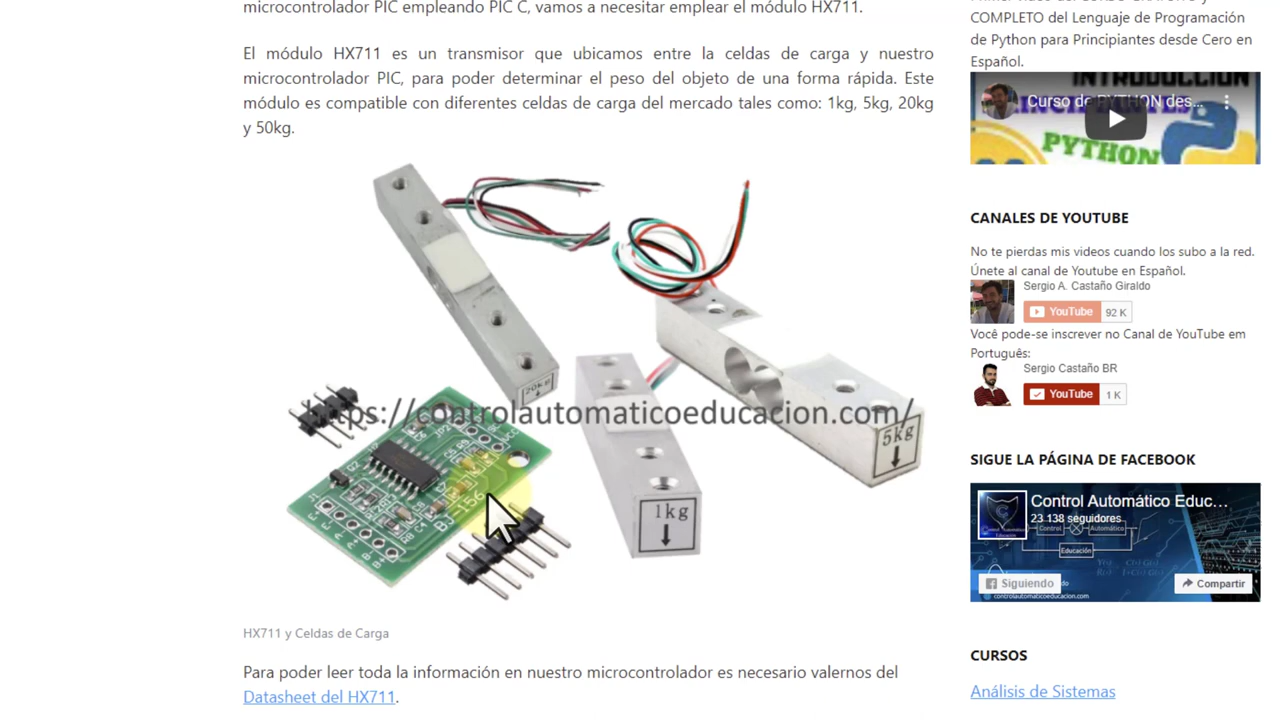 microcontrolador PIC empleando PIC C, vamos a necesitar emplear el módulo HX711.
El módulo HX711 es un transmisor que ubicamos entre la celdas de carga y nuestro
microcontrolador PIC, para poder determinar el peso del objeto de una forma rápida. Este
módulo es compatible con diferentes celdas de carga del mercado tales como: 1kg, 5kg, 20kg
y 50kg.
20kg
https://controlautomaticoeducacion.com/
5kg
1kg
HX711 y Celdas de Carga
Para poder leer toda la información en nuestro microcontrolador es necesario valernos del
Datasheet del HX711.
COMPLETO del Lenguaje de Programación
de Python para Principiantes desde Cero en
Español.
INTRODUCCION
Curso de PYTHON des...
PYTHON
CANALES DE YOUTUBE
No te pierdas mis videos cuando los subo a la red.
Únete al canal de Youtube en Español.
Sergio A. Castaño Giraldo
YouTube 92 K
Você pode-se inscrever no Canal de YouTube em
Português:
Sergio Castaño BR
YouTube 1 K
SIGUE LA PÁGINA DE FACEBOOK
Control Automático Educ...
23 138 seguidores
Control Automático
Educación
Siguiendo
Compartir
controlautomaticoeducacion.com
CURSOS
Análisis de Sistemas